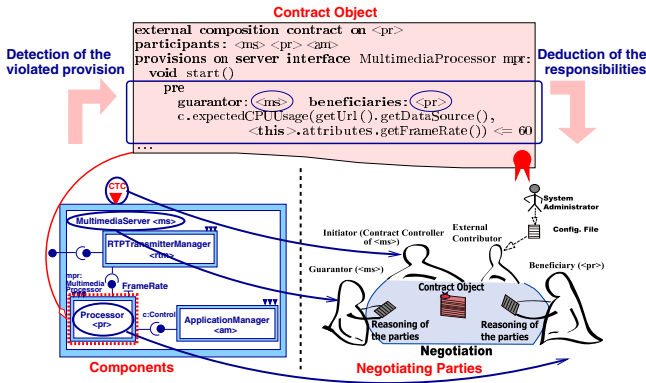 Contract Object
external composition contract on <pr>
participants: <ms> <pr> <am>
provisions on server interface MultimediaProcessor mpr:
void start()
pre
guarantor: <ms> beneficiaries: <pr>
c.expectedCPUUsage(getUrl().getDataSource(),
<this>.attributes.getFrameRate()) <= 60
...
Detection of the
violated provision
Deduction of the
responsibilities
CTC
MultimediaServer <ms>
RTPTransmitterManager
<rtm>
mpr:
Multimedia
Processor
FrameRate
Processor
<pr>
c:Control
ApplicationManager
<am>
Components
System
Administrator
Config. File
Initiator (Contract Controller
of <ms>)
External
Contributor
Guarantor (<ms>)
Beneficiary (<pr>)
Contract Object
Reasoning of
the parties
Reasoning of
the parties
Negotiation
Negotiating Parties